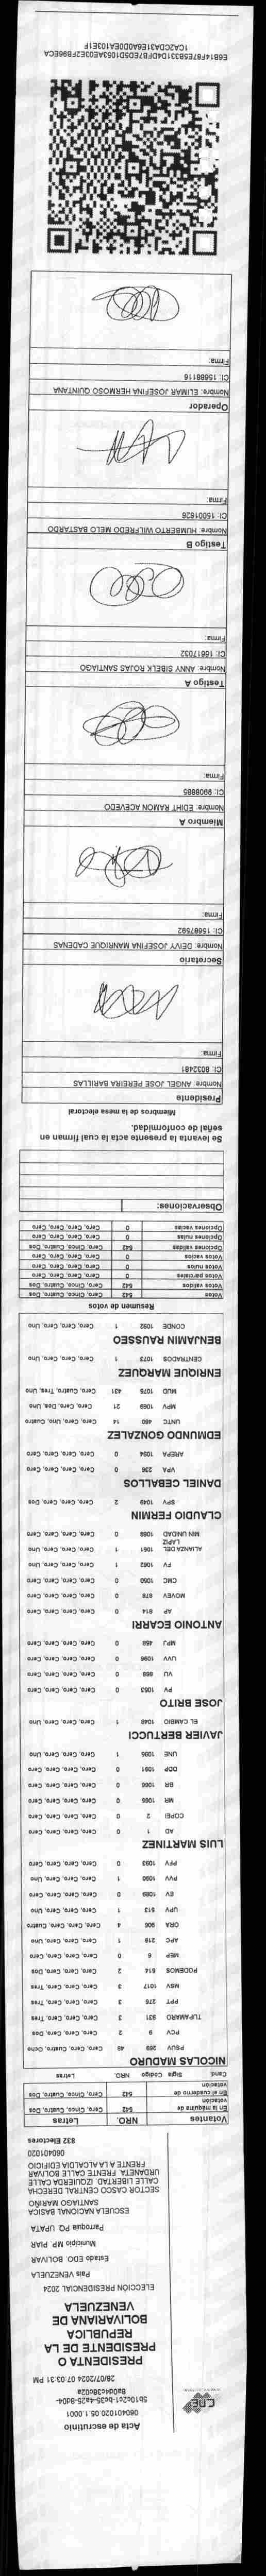 Acta de escrutinio
060401020.05.1.0001
8a0d4c38c02a
28/07/2024 07:03:31 PM
CNE
PRESIDENTA O
PRESIDENTE DE LA
REPUBLICA
BOLIVARIANA DE
VENEZUELA
ELECCIÓN PRESIDENCIAL 2024
País VENEZUELA
Estado EDO. BOLIVAR
Municipio MP. PIAR
Parroquia PQ. UPATA
ESCUELA NACIONAL BASICA
SANTIAGO MARIÑO
SECTOR CASCO CENTRAL DERECHA
CALLE LIBERTAD. IZQUIERDA CALLE
URDANETA. FRENTE CALLE BOLIVAR
FRENTE A LA ALCALDIA EDIFICIO
060401020
832 Electores
Votantes NRO. Letras
En la máquina de votación 542 Cero, Cinco, Cuatro, Dos
En el cuaderno de votación 542 Cero, Cinco, Cuatro, Dos
Cand. Sigla Código NRO. Letras
NICOLAS MADURO
PSUV 269 48 Cero, Cero, Cuatro, Ocho
PCV 9 2 Cero, Cero, Cero, Dos
TUPAMARO 931 3 Cero, Cero, Cero, Tres
PPT 276 3 Cero, Cero, Cero, Tres
MSV 1017 3 Cero, Cero, Cero, Tres
PODEMOS 614 2 Cero, Cero, Cero, Dos
MEP 6 0 Cero, Cero, Cero, Cero
APC 219 1 Cero, Cero, Cero, Uno
ORA 906 4 Cero, Cero, Cero, Cuatro
UPV 513 1 Cero, Cero, Cero, Uno
EV 1089 0 Cero, Cero, Cero, Cero
PVV 1090 1 Cero, Cero, Cero, Uno
PFV 1093 0 Cero, Cero, Cero, Cero
LUIS MARTINEZ
AD 1 0 Cero, Cero, Cero, Cero
COPEI 2 0 Cero, Cero, Cero, Cero
MR 1065 0 Cero, Cero, Cero, Cero
BR 1066 0 Cero, Cero, Cero, Cero
DDP 1091 0 Cero, Cero, Cero, Cero
UNE 1095 1 Cero, Cero, Cero, Uno
JAVIER BERTUCCI
EL CAMBIO 1048 1 Cero, Cero, Cero, Uno
JOSE BRITO
PV 1053 0 Cero, Cero, Cero, Cero
VU 869 0 Cero, Cero, Cero, Cero
UVV 1096 0 Cero, Cero, Cero, Cero
MPJ 458 0 Cero, Cero, Cero, Cero
ANTONIO ECARRI
AP 814 0 Cero, Cero, Cero, Cero
MOVEV 878 0 Cero, Cero, Cero, Cero
CMC 1050 0 Cero, Cero, Cero, Cero
FV 1062 1 Cero, Cero, Cero, Uno
ALIANZA DEL LAPIZ 1061 1 Cero, Cero, Cero, Uno
MIN UNIDAD 1069 0 Cero, Cero, Cero, Cero
CLAUDIO FERMIN
SPV 1049 2 Cero, Cero, Cero, Dos
DANIEL CEBALLOS
VPA 236 0 Cero, Cero, Cero, Cero
AREPA 1094 0 Cero, Cero, Cero, Cero
EDMUNDO GONZALEZ
UNTC 460 14 Cero, Cero, Uno, Cuatro
MPV 1069 21 Cero, Cero, Dos, Uno
MUD 1075 431 Cero, Cuatro, Tres, Uno
ENRIQUE MARQUEZ
CENTRADOS 1073 1 Cero, Cero, Cero, Uno
BENJAMIN RAUSSEO
CONDE 1092 1 Cero, Cero, Cero, Uno
Resumen de votos
Votos 542 Cero, Cinco, Cuatro, Dos
Votos válidos 542 Cero, Cinco, Cuatro, Dos
Votos parciales 0 Cero, Cero, Cero, Cero
Votos nulos 0 Cero, Cero, Cero, Cero
Votos vacíos 0 Cero, Cero, Cero, Cero
Opciones válidas 542 Cero, Cinco, Cuatro, Dos
Opciones nulas 0 Cero, Cero, Cero, Cero
Opciones vacías 0 Cero, Cero, Cero, Cero
Observaciones:
Se levanta la presente acta la cual firman en
señal de conformidad.
Miembros de la mesa electoral
Presidente
Nombre: ANGEL JOSE PEREIRA BARILLAS
CI: 8032481
Firma:
Secretario
Nombre: DEIVY JOSEFINA MANRIQUE CADENAS
CI: 15687592
Firma:
Miembro A
Nombre: EDIHT RAMON ACEVEDO
CI: 9908885
Firma:
Testigo A
Nombre: ANNY SIBELK ROJAS SANTIAGO
CI: 16617032
Firma:
Testigo B
Nombre: HUMBERTO WILFREDO MELO BASTARDO
CI: 15001626
Firma:
Operador
Nombre: ELIMAR JOSEFINA HERMOSO QUINTANA
CI: 15688116
Firma: